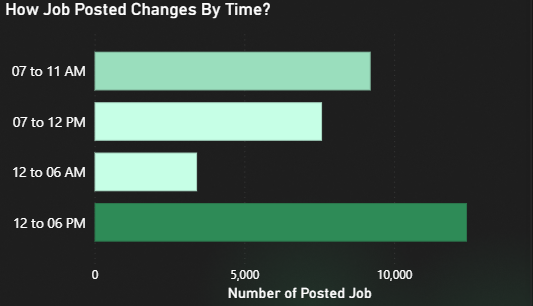 How Job Posted Changes By Time?
07 to 11 AM
07 to 12 PM
12 to 06 AM
12 to 06 PM
0 5,000 10,000
Number of Posted Job